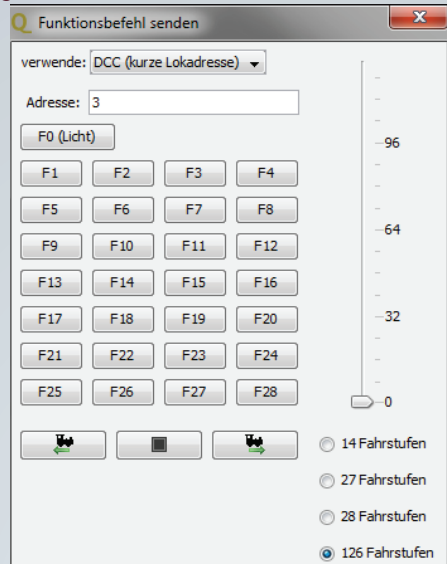 Funktionsbefehl senden
verwende: DCC (kurze Lokadresse)
Adresse: 3
F0 (Licht)
F1 F2 F3 F4
F5 F6 F7 F8
F9 F10 F11 F12
F13 F14 F15 F16
F17 F18 F19 F20
F21 F22 F23 F24
F25 F26 F27 F28
96
64
32
0
14 Fahrstufen
27 Fahrstufen
28 Fahrstufen
126 Fahrstufen